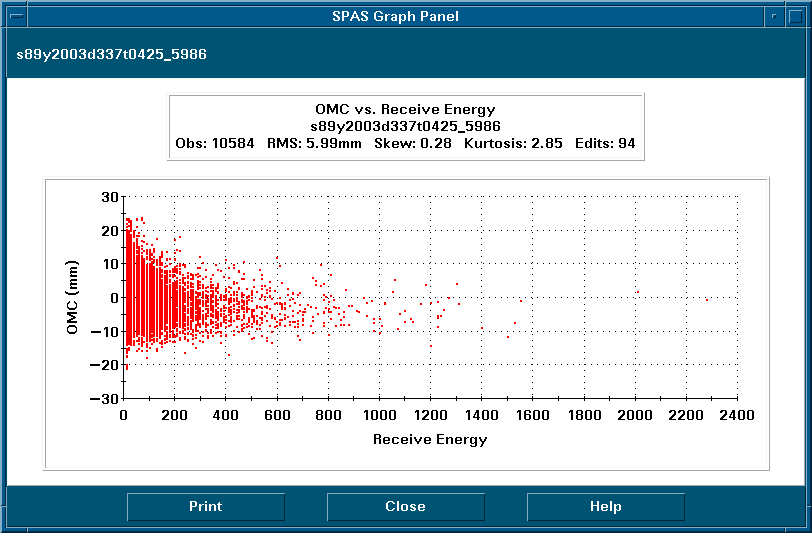 SPAS Graph Panel
s89y2003d337t0425_5986
OMC vs. Receive Energy
s89y2003d337t0425_5986
Obs: 10584 RMS: 5.99mm Skew: 0.28 Kurtosis: 2.85 Edits: 94
30
20
10
0
−10
−20
−30
OMC (mm)
0 200 400 600 800 1000 1200 1400 1600 1800 2000 2200 2400
Receive Energy
Print Close Help